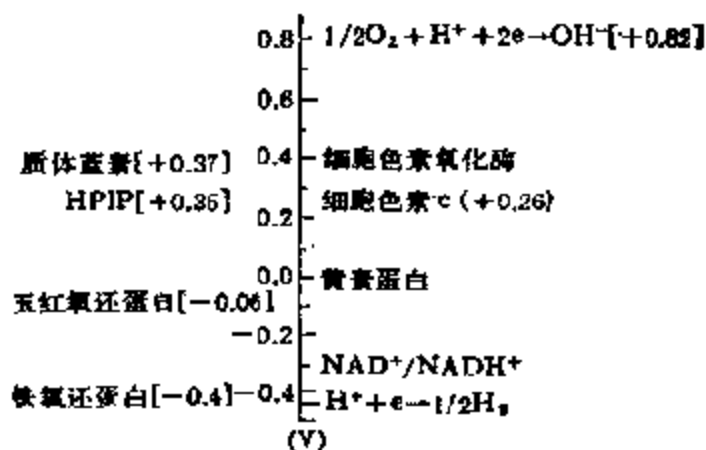 0.8 1/2O₂ + H⁺ + 2e→OH⁻[+0.82]
0.6
质体蓝素[+0.37] 0.4 细胞色素氧化酶
HPIP[+0.35] 细胞色素c(+0.26)
0.2
0.0 黄素蛋白
玉红氧还蛋白[−0.06]
−0.2
NAD⁺/NADH⁺
铁氧还蛋白[−0.4] −0.4 H⁺+e→1/2H₂
(V)